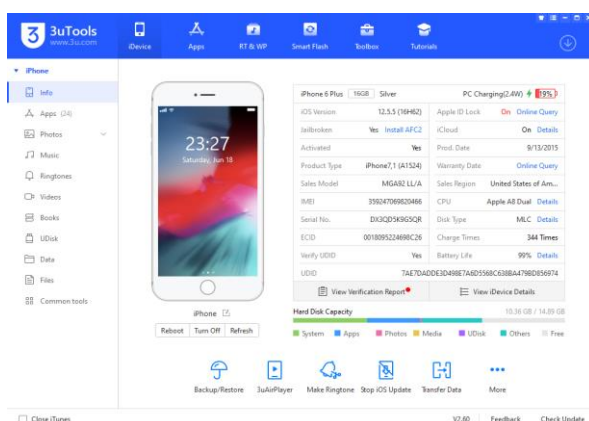 3uTools
www.3u.com
iDevice
Apps
RT & WP
Smart Flash
Toolbox
Tutorials
iPhone
Info
Apps (24)
Photos
Music
Ringtones
Videos
Books
UDisk
Data
Files
Common tools
23:27
Saturday, Jun 18
iPhone
Reboot Turn Off Refresh
iPhone 6 Plus 16GB Silver PC Charging(2.4W) 19%
iOS Version 12.5.5 (16H62) Apple ID Lock On Online Query
Jailbroken Yes Install AFC2 iCloud On Details
Activated Yes Prod. Date 9/13/2015
Product Type iPhone7,1 (A1524) Warranty Date Online Query
Sales Model MGA92 LL/A Sales Region United States of Am...
IMEI 359247069820466 CPU Apple A8 Dual Details
Serial No. DX3QD5K9G5QR Disk Type MLC Details
ECID 0018095224698C26 Charge Times 344 Times
Verify UDID Yes Battery Life 99% Details
UDID 7AE7DADDE3D498E7A6D5568C638BA479BD856974
View Verification Report View iDevice Details
Hard Disk Capacity 10.36 GB / 14.89 GB
System Apps Photos Media UDisk Others Free
Backup/Restore 3uAirPlayer Make Ringtone Stop iOS Update Transfer Data More
Close iTunes V2.60 Feedback Check Update